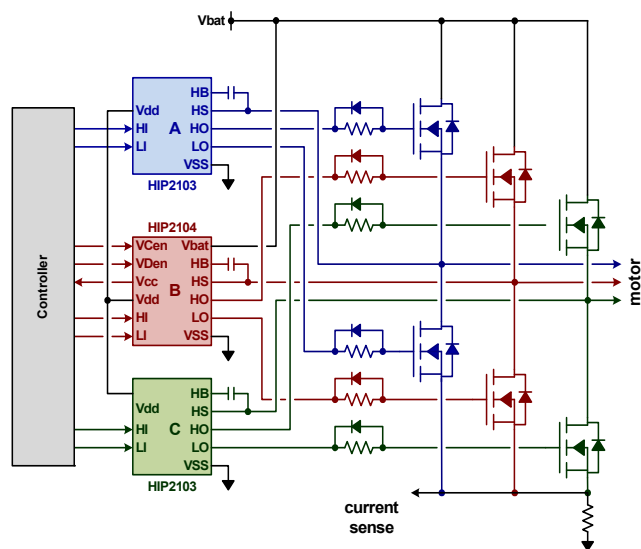 Vbat
Controller
HB
Vdd
HS
HI
A
HO
LI
LO
VSS
HIP2103
HIP2104
VCen
Vbat
VDen
HB
Vcc
B
HS
Vdd
HO
HI
LO
LI
VSS
HB
Vdd
HS
HI
C
HO
LI
LO
VSS
HIP2103
motor
current
sense